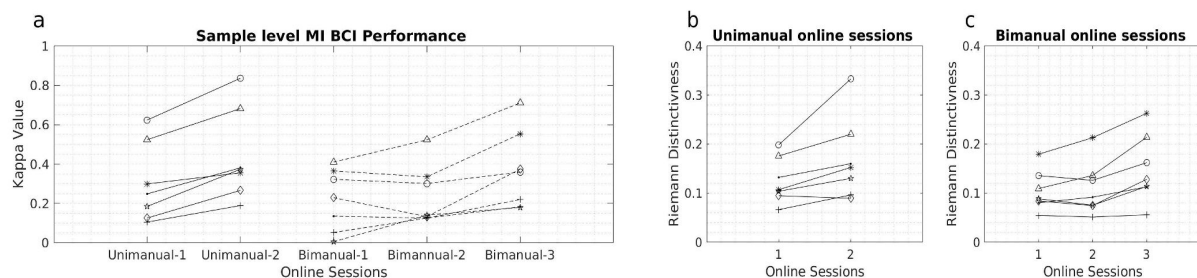 a
Sample level MI BCI Performance
Kappa Value
1
0.8
0.6
0.4
0.2
0
Unimanual-1 Unimanual-2 Bimanual-1 Bimannual-2 Bimanual-3
Online Sessions
b
Unimanual online sessions
Riemann Distinctivness
0.4
0.3
0.2
0.1
0
1 2
Online Sessions
c
Bimanual online sessions
Riemann Distinctivness
0.4
0.3
0.2
0.1
0
1 2 3
Online Sessions